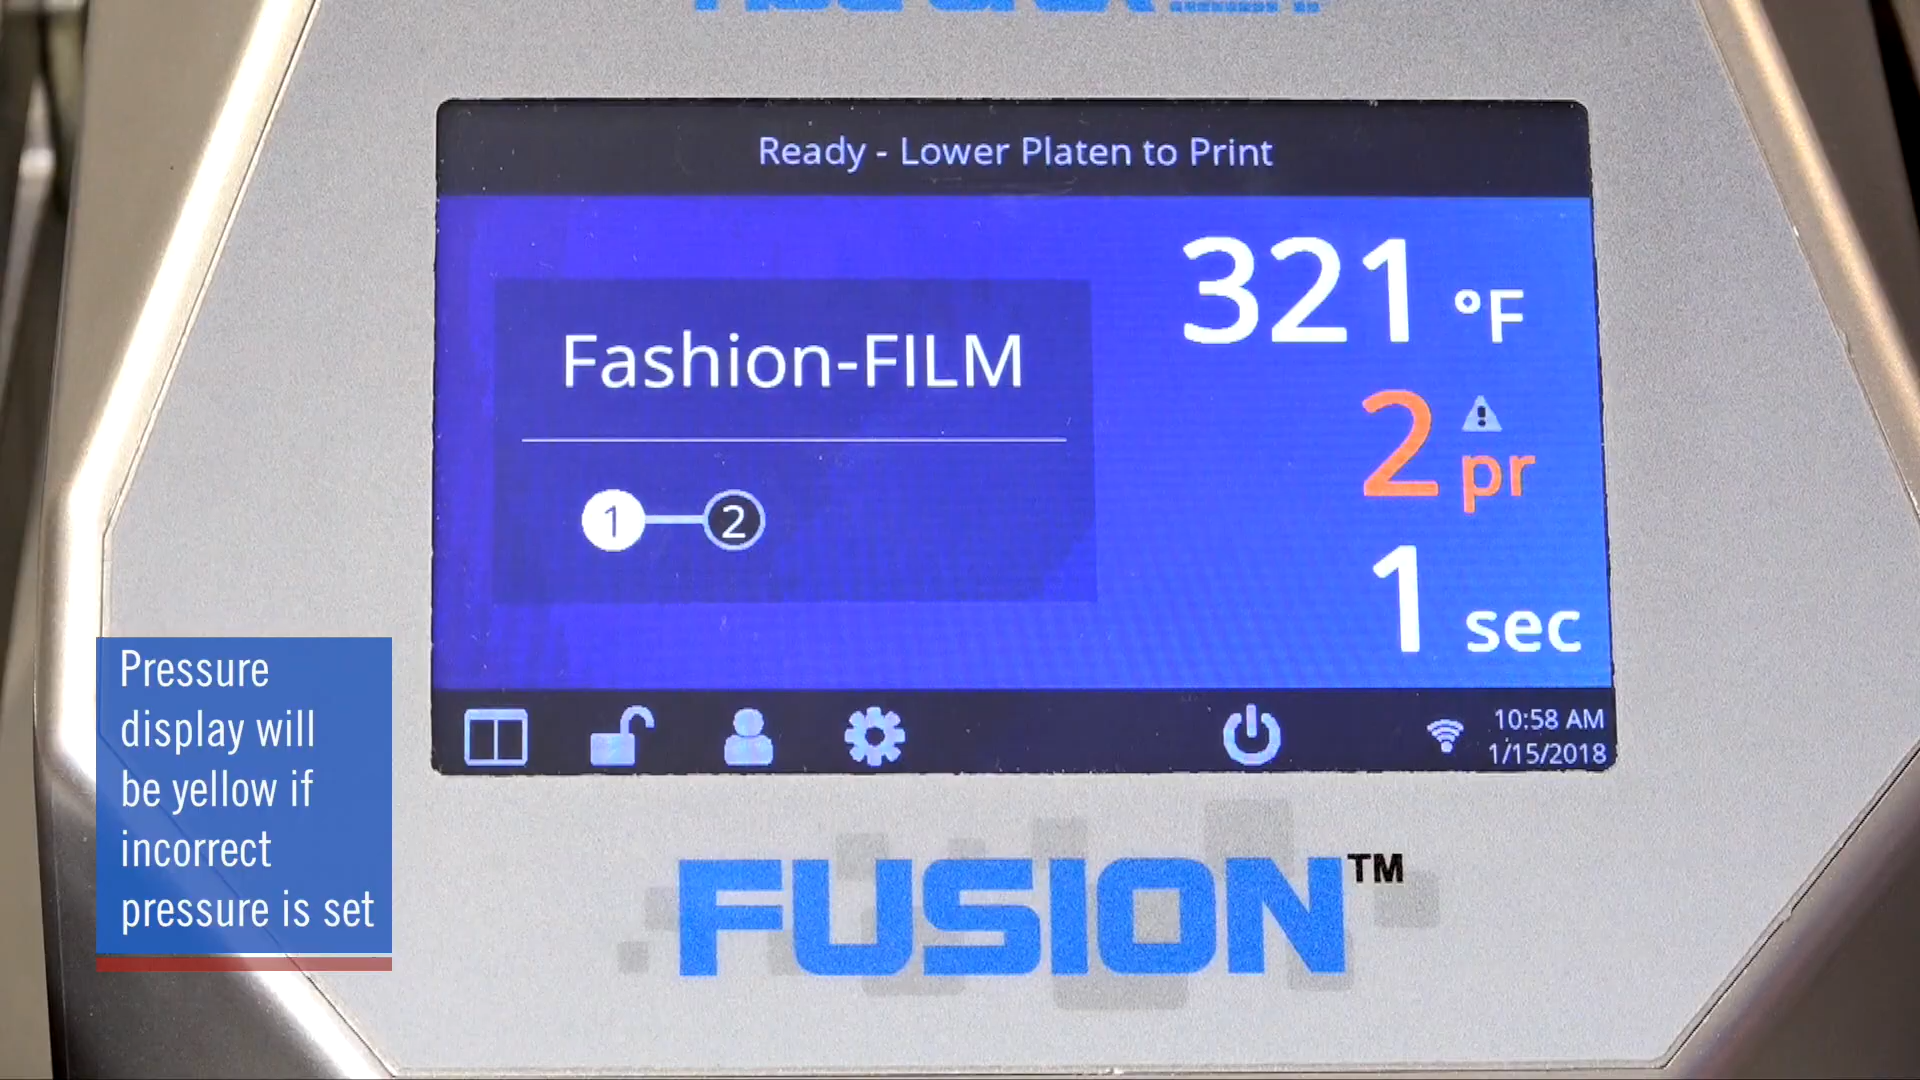 Ready - Lower Platen to Print
321 °F
Fashion-FILM
2 pr
1 2
1 sec
10:58 AM
1/15/2018
Pressure
display will
be yellow if
incorrect
pressure is set
FUSION™